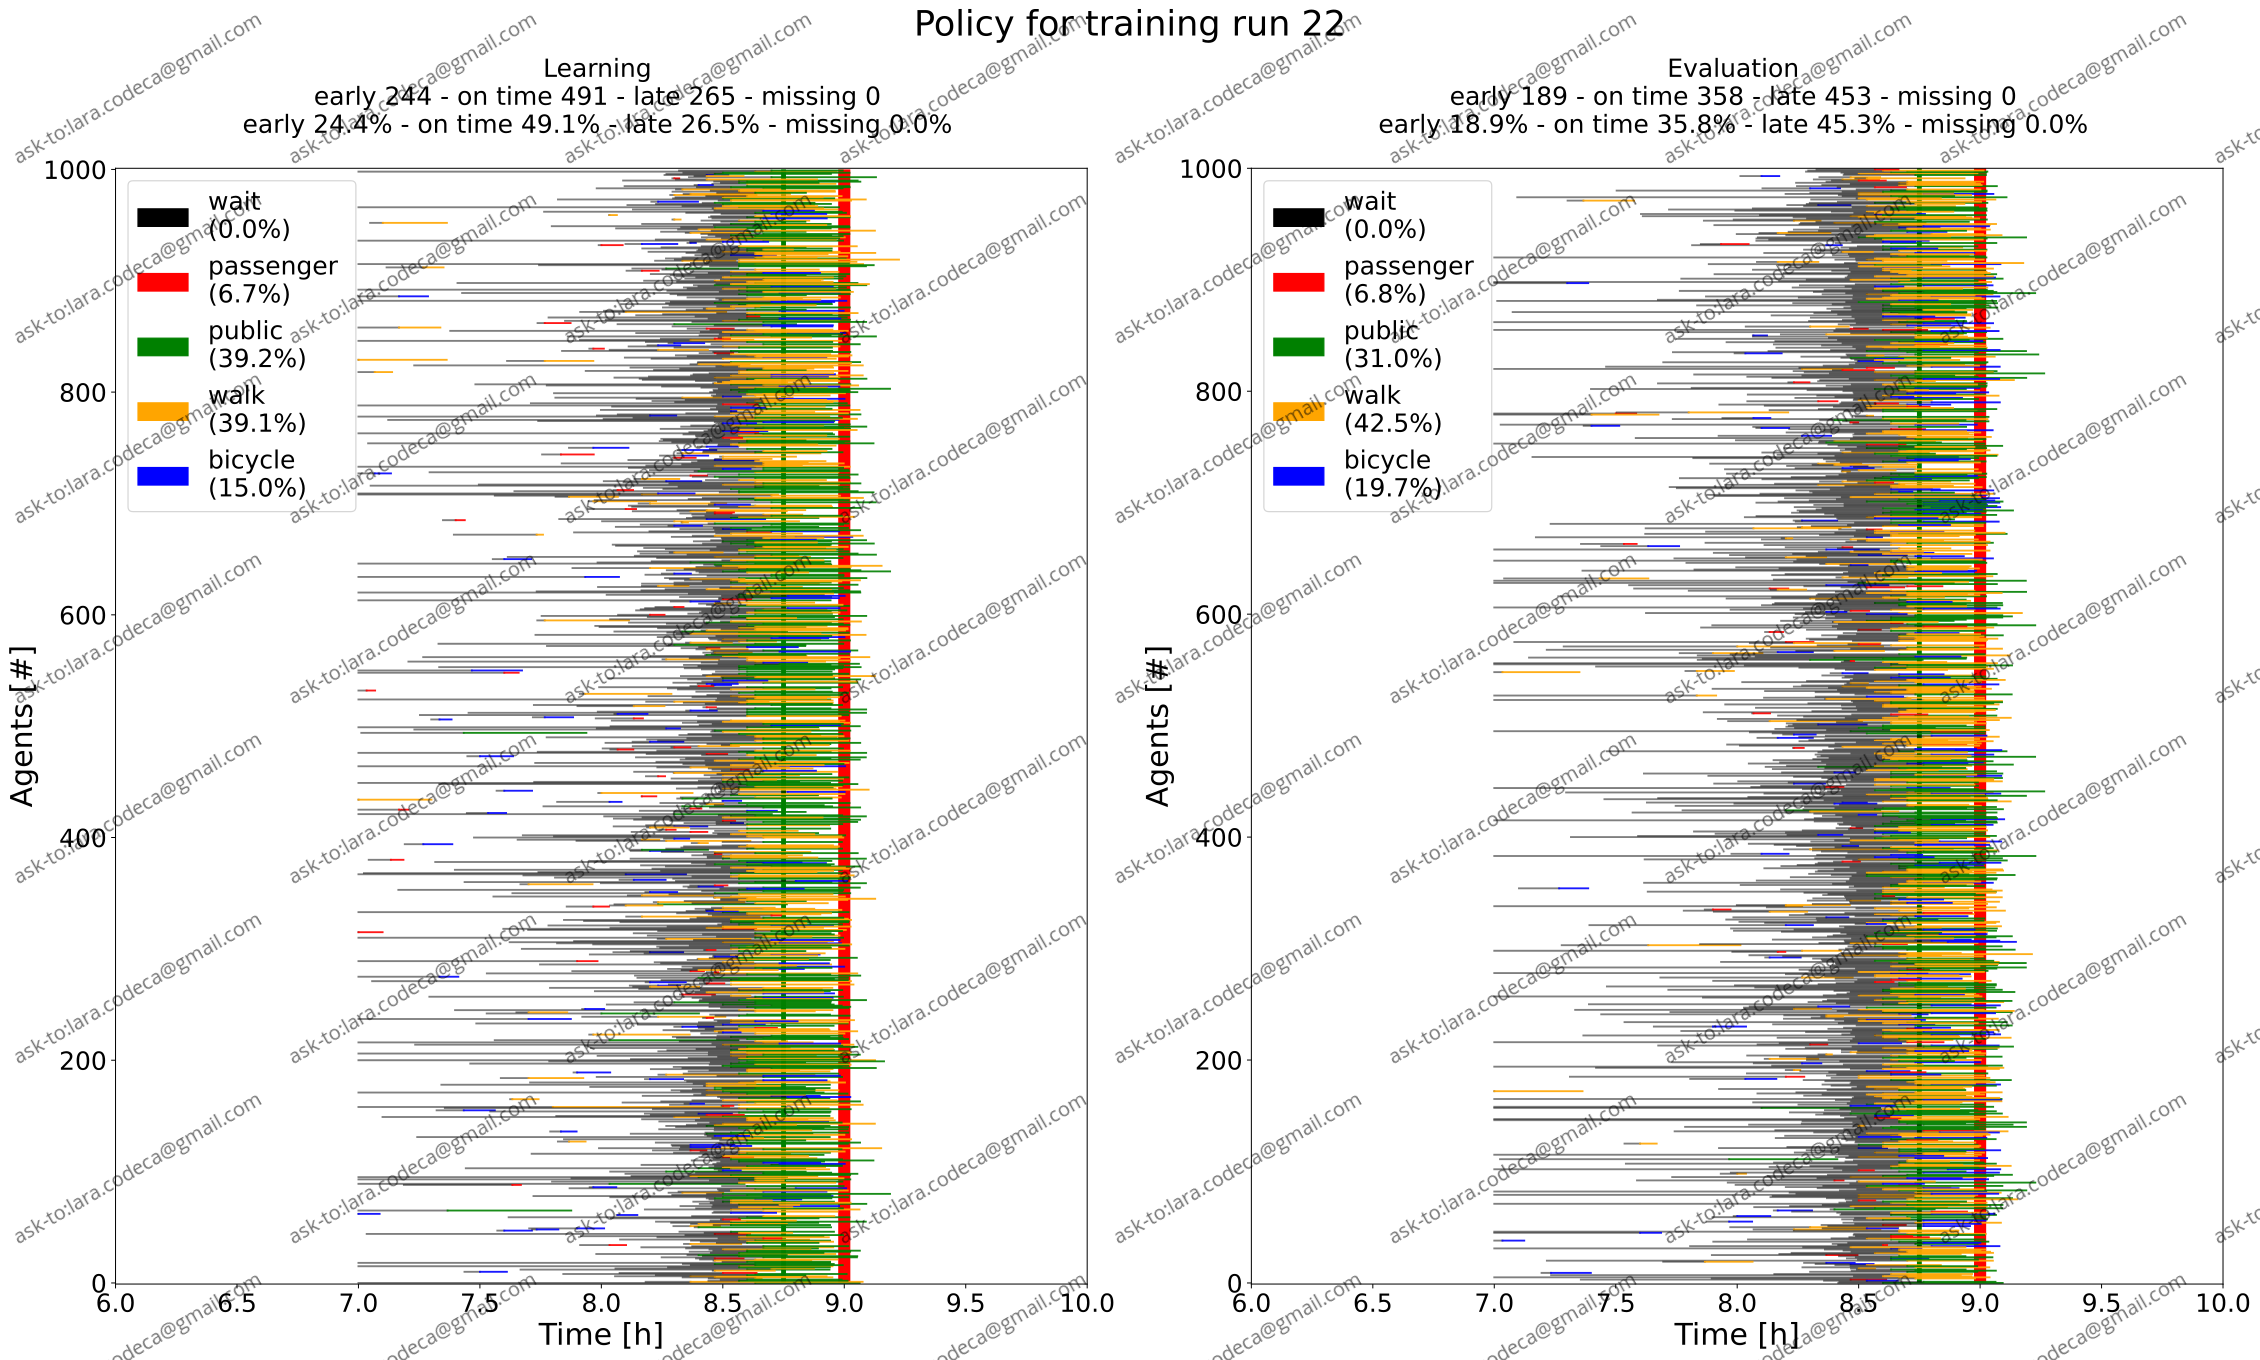 Policy for training run 22
Learning
early 244 - on time 491 - late 265 - missing 0
early 24.4% - on time 49.1% - late 26.5% - missing 0.0%
1000
800
600
400
200
0
Agents [#]
wait
(0.0%)
passenger
(6.7%)
public
(39.2%)
walk
(39.1%)
bicycle
(15.0%)
6.0 6.5 7.0 7.5 8.0 8.5 9.0 9.5 10.0
Time [h]
Evaluation
early 189 - on time 358 - late 453 - missing 0
early 18.9% - on time 35.8% - late 45.3% - missing 0.0%
1000
800
600
400
200
0
Agents [#]
wait
(0.0%)
passenger
(6.8%)
public
(31.0%)
walk
(42.5%)
bicycle
(19.7%)
6.0 6.5 7.0 7.5 8.0 8.5 9.0 9.5 10.0
Time [h]
ask-to:lara.codeca@gmail.com